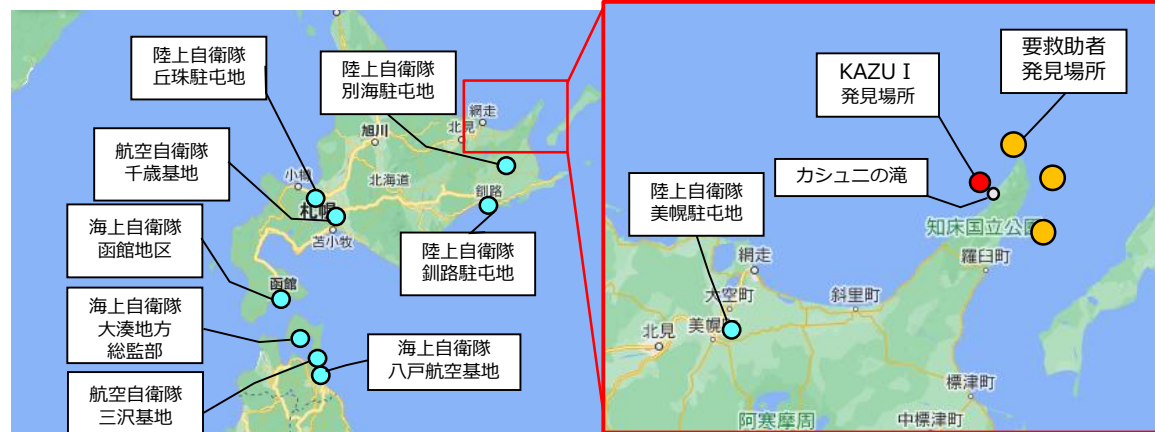 陸上自衛隊
丘珠駐屯地
陸上自衛隊
別海駐屯地
航空自衛隊
千歳基地
海上自衛隊
函館地区
海上自衛隊
大湊地方
総監部
航空自衛隊
三沢基地
陸上自衛隊
釧路駐屯地
海上自衛隊
八戸航空基地
旭川
北見
網走
小樽
札幌
北海道
釧路
苫小牧
函館
KAZU I
発見場所
要救助者
発見場所
カシュニの滝
陸上自衛隊
美幌駐屯地
知床国立公園
羅臼町
網走
大空町
斜里町
北見
美幌町
標津町
阿寒摩周
中標津町